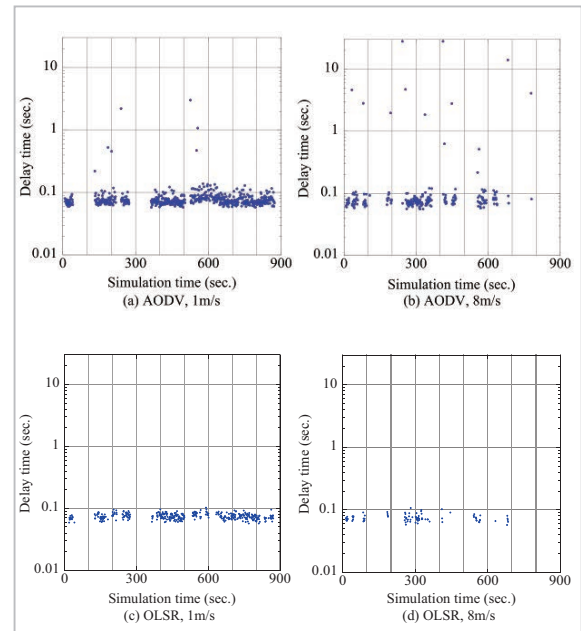 10
1
0.1
0.01
Delay time (sec.)
0 300 600 900
Simulation time (sec.)
(a) AODV, 1m/s
10
1
0.1
0.01
Delay time (sec.)
0 300 600 900
Simulation time (sec.)
(b) AODV, 8m/s
10
1
0.1
0.01
Delay time (sec.)
0 300 600 900
Simulation time (sec.)
(c) OLSR, 1m/s
10
1
0.1
0.01
Delay time (sec.)
0 300 600 900
Simulation time (sec.)
(d) OLSR, 8m/s